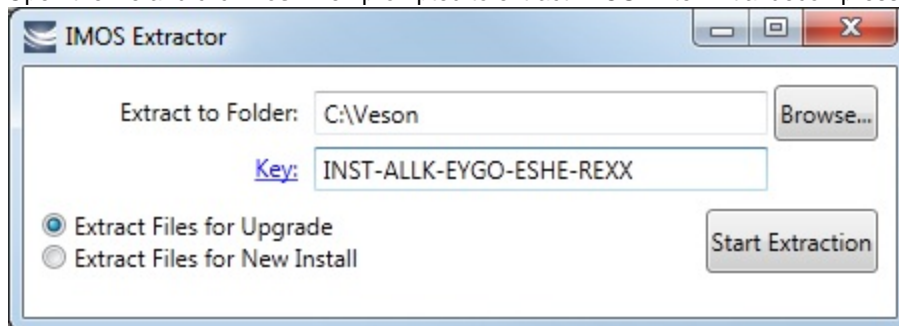 IMOS Extractor
Extract to Folder: C:\Veson Browse...
Key: INST-ALLK-EYGO-ESHE-REXX
Extract Files for Upgrade
Extract Files for New Install
Start Extraction